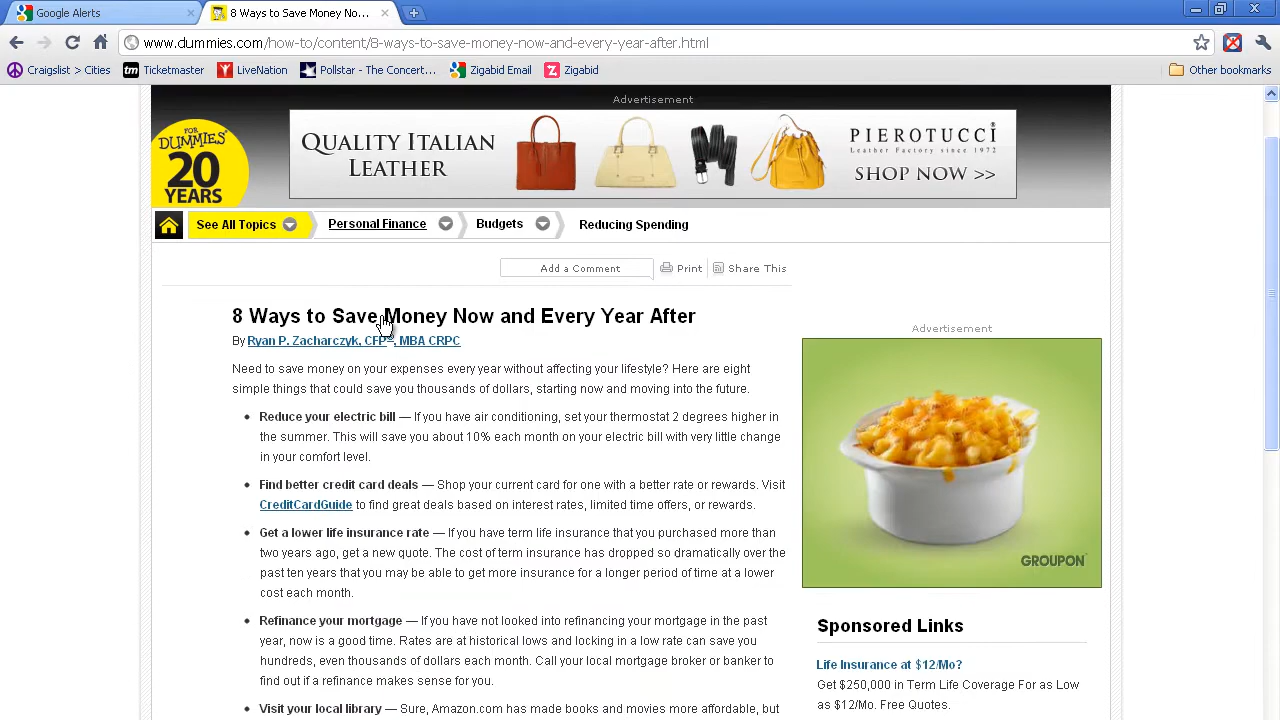 Google Alerts
8 Ways to Save Money No...
www.dummies.com/how-to/content/8-ways-to-save-money-now-and-every-year-after.html
Craigslist > Cities
tm Ticketmaster
LiveNation
Pollstar - The Concert...
Zigabid Email
Z Zigabid
Other bookmarks
Advertisement
FOR DUMMIES
20 YEARS
QUALITY ITALIAN
LEATHER
PIEROTUCCI
Leather Factory since 1972
SHOP NOW >>
See All Topics
Personal Finance
Budgets
Reducing Spending
Add a Comment
Print
Share This
8 Ways to Save Money Now and Every Year After
By Ryan P. Zacharczyk, CFP®, MBA CRPC
Need to save money on your expenses every year without affecting your lifestyle? Here are eight
simple things that could save you thousands of dollars, starting now and moving into the future.
• Reduce your electric bill — If you have air conditioning, set your thermostat 2 degrees higher in
the summer. This will save you about 10% each month on your electric bill with very little change
in your comfort level.
• Find better credit card deals — Shop your current card for one with a better rate or rewards. Visit
CreditCardGuide to find great deals based on interest rates, limited time offers, or rewards.
• Get a lower life insurance rate — If you have term life insurance that you purchased more than
two years ago, get a new quote. The cost of term insurance has dropped so dramatically over the
past ten years that you may be able to get more insurance for a longer period of time at a lower
cost each month.
• Refinance your mortgage — If you have not looked into refinancing your mortgage in the past
year, now is a good time. Rates are at historical lows and locking in a low rate can save you
hundreds, even thousands of dollars each month. Call your local mortgage broker or banker to
find out if a refinance makes sense for you.
• Visit your local library — Sure, Amazon.com has made books and movies more affordable, but
Advertisement
GROUPON
Sponsored Links
Life Insurance at $12/Mo?
Get $250,000 in Term Life Coverage For as Low
as $12/Mo. Free Quotes.